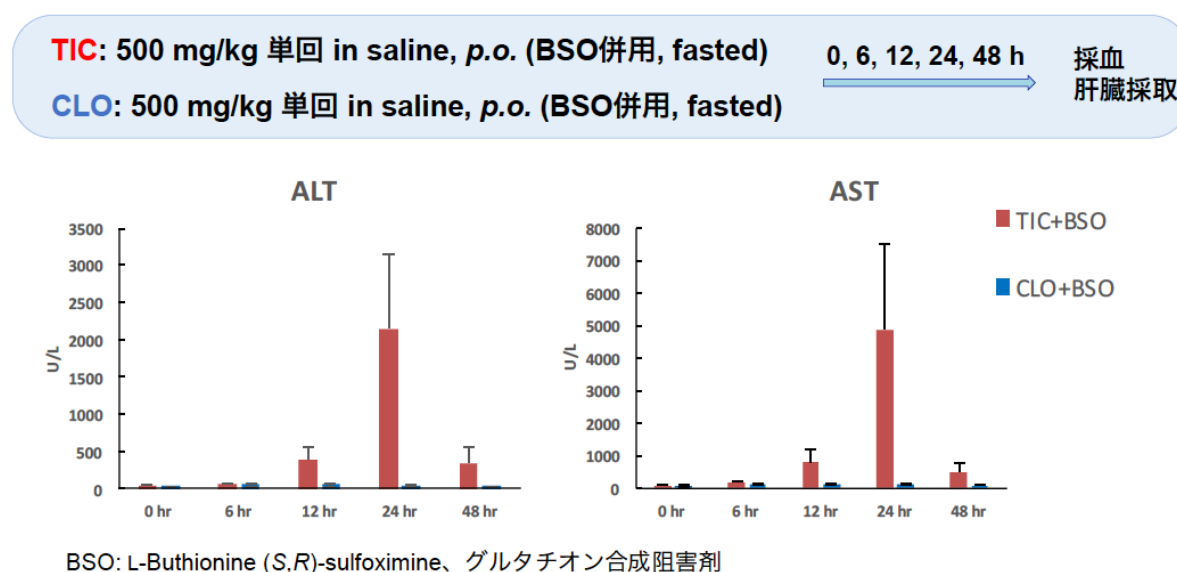 TIC: 500 mg/kg 単回 in saline, p.o. (BSO併用, fasted)
CLO: 500 mg/kg 単回 in saline, p.o. (BSO併用, fasted)
0, 6, 12, 24, 48 h
採血
肝臓採取
ALT
3500
3000
2500
2000
1500
1000
500
0
U/L
0 hr 6 hr 12 hr 24 hr 48 hr
AST
8000
7000
6000
5000
4000
3000
2000
1000
0
U/L
0 hr 6 hr 12 hr 24 hr 48 hr
TIC+BSO
CLO+BSO
BSO: L-Buthionine (S,R)-sulfoximine、グルタチオン合成阻害剤